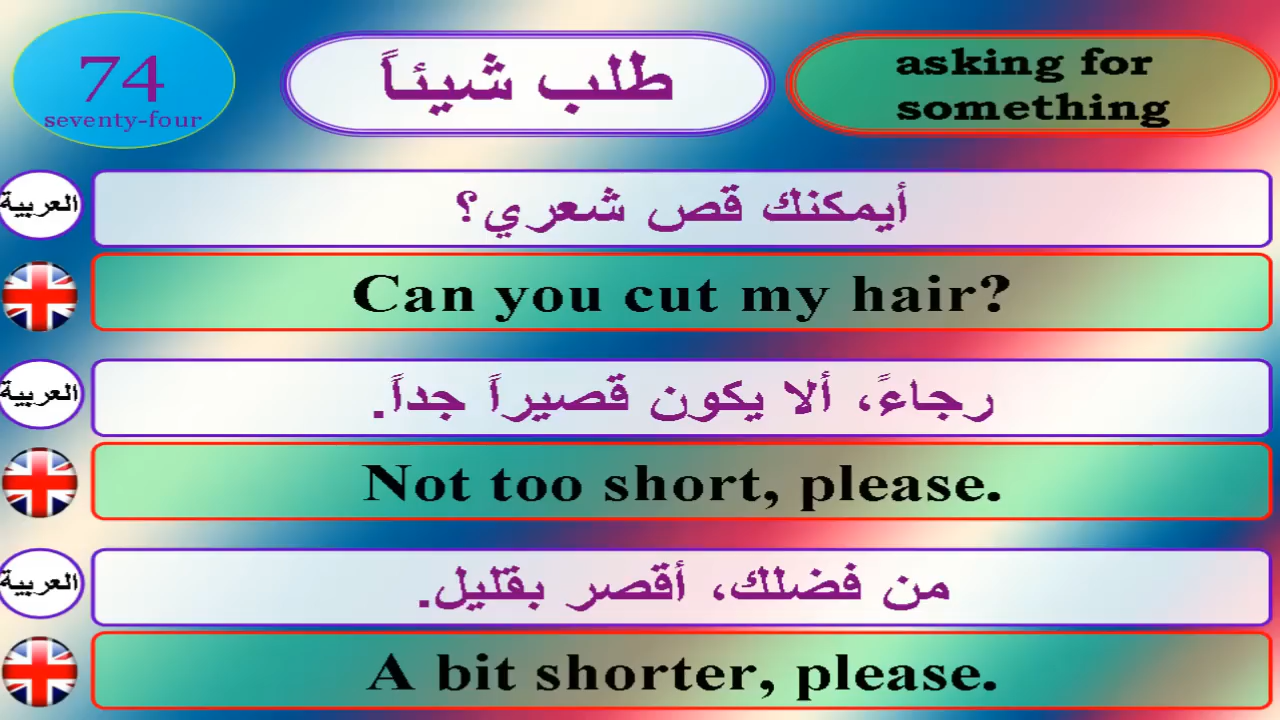 74
seventy-four
طلب شيئاً
asking for
something
العربية
أيمكنك قص شعري؟
Can you cut my hair?
العربية
رجاءً، ألا يكون قصيراً جداً.
Not too short, please.
العربية
من فضلك، أقصر بقليل.
A bit shorter, please.